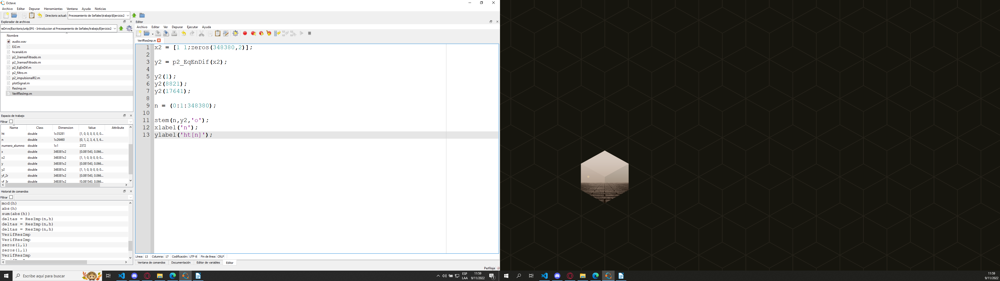 Octave
Archivo Editar Depurar Herramientas Ventana Ayuda Noticias
Directorio actual: Precesamiento de Señales\trabajo\Ejercicio2
Explorador de archivos
neDrive/Escritorio/unlp/IPS - Introduccion al Precesamiento de Señales/trabajo/Ejercicio2
Nombre
audio.wav
EJ2.m
hcanald.m
p2_2ramasFiltrado.m
p2_3ramasFiltrado.m
p2_EqEnDif.m
p2_filtro.m
p2_impulsionalR2.m
plotSignal.m
ResImp.m
VerifResImp.m
Espacio de trabajo
Filtrar
Name Class Dimension Value Attribute
ht double 1x35281 [1, 0, 0, 0, 0, 0, 0...
n double 1x26460 [0, 1, 2, 3, 4, 5, 6...
numero_alumno double 1x1 2372
x double 348381x2 [0.081543, 0.066...
x2 double 348381x2 [1, 1; 0, 0; 0, 0; 0...
y double 348381x2 [0.081543, 0.066...
y2 double 348381x2 [1, 1; 0, 0; 0, 0; 0...
yf_2r double 348381x2 [0.081543, 0.066...
yf_3r double 348381x2 [0.081543, 0.066...
Historial de comandos
Filtrar
mod(h)
abs(h)
sum(abs(h))
deltas = ResImp(n,h)
deltas = ResImp(n,h)
deltas = ResImp(n,h)
VerifResImp
VerifResImp
zeros(1,1)
zeros(1,1)
VerifResImp
VerifResImp
Editor
Archivo Editar Ver Depurar Ejecutar Ayuda
VerifResImp.m
1 x2 = [1 1;zeros(348380,2)];
2
3 y2 = p2_EqEnDif(x2);
4
5 y2(1);
6 y2(8821);
7 y2(17641);
8
9 n = (0:1:348380);
10
11 stem(n,y2,'o');
12 xlabel('n');
13 ylabel('ht[n]');
Línea: 13 Columna: 17 Codificación: UTF-8 Fin de línea: CRLF
Ventana de comandos Documentación Editor de variables Editor
Perfilaje
Escribe aquí para buscar
ESP
LAA
11:59
9/11/2022
1
11:59
9/11/2022